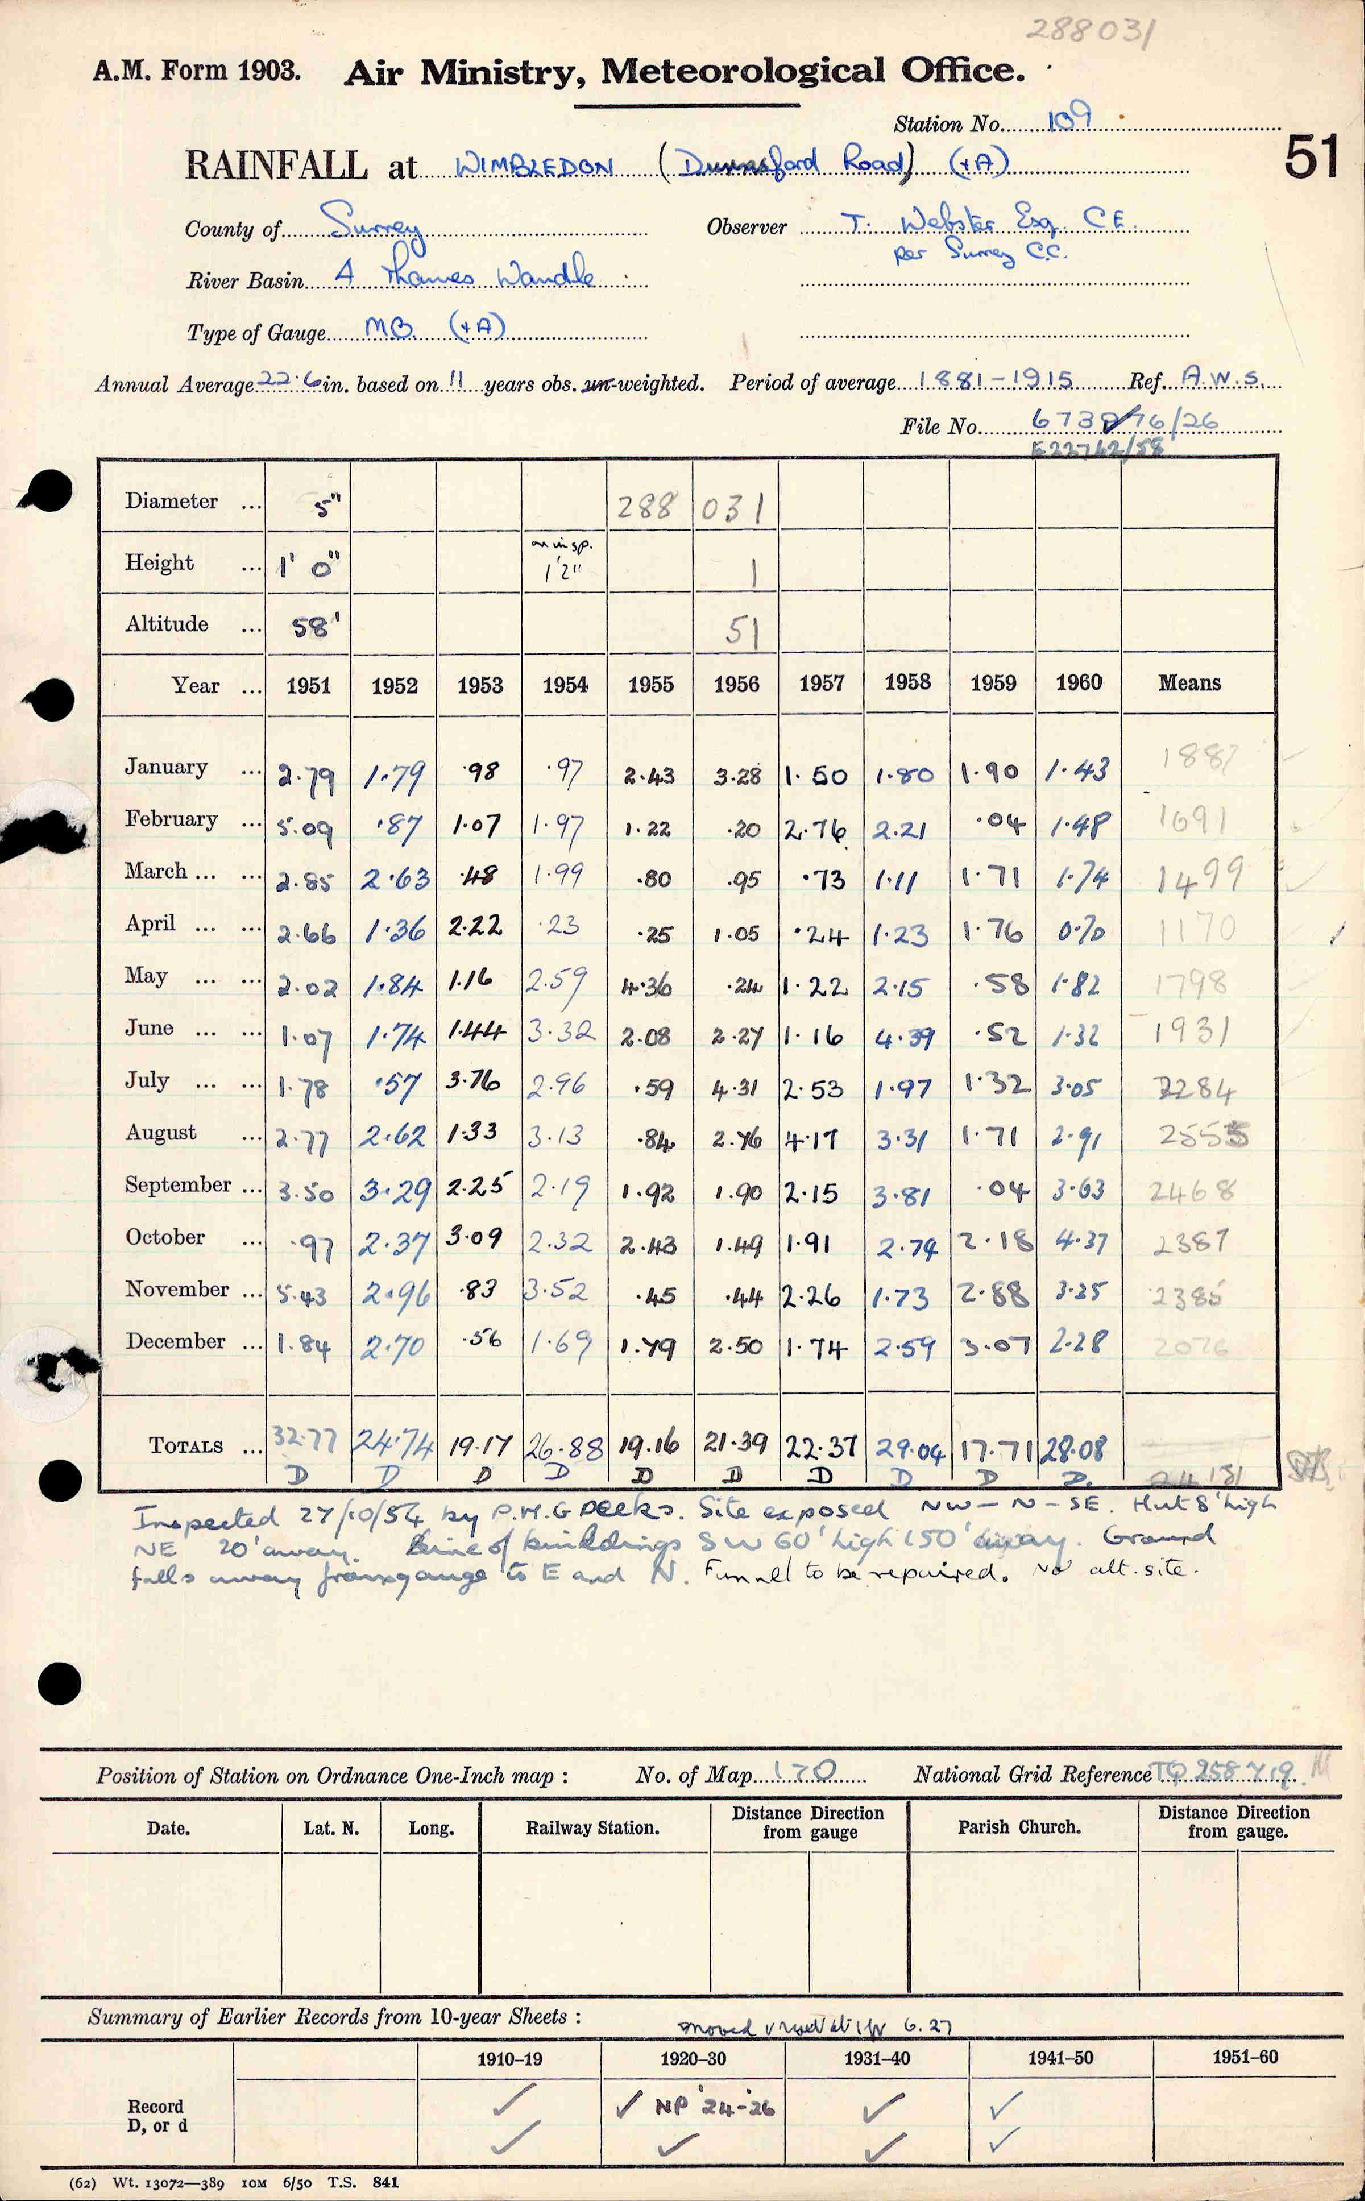 288031
A.M. Form 1903. Air Ministry, Meteorological Office.
Station No. 109
RAINFALL at WIMBLEDON (Durnsford Road) (+A) 51
County of Surrey Observer T. Webster Esq. C.E.
per Surrey C.C.
River Basin A Thames Wandle
Type of Gauge MO. (+A)
Annual Average 22.6 in. based on 11 years obs. un-weighted. Period of average 1881-1915 Ref. A.W.S.
File No. 76/26
E22762/58
Diameter ... 5" 288 031
Height ... 1' 0" on insp. 1'2" 1
Altitude ... 58' 51
Year ... 1951 1952 1953 1954 1955 1956 1957 1958 1959 1960 Means
January ... 2.79 1.79 .98 .97 2.43 3.28 1.50 1.80 1.90 1.43 1887
February ... 5.09 .87 1.07 1.97 1.22 .20 2.76 2.21 .04 1.48 1691
March ... ... 2.85 2.63 .48 1.99 .80 .95 .73 1.11 1.71 1.74 1499
April ... ... 2.66 1.36 2.22 .23 .25 1.05 .24 1.23 1.76 0.70 1170
May ... ... 2.02 1.84 1.16 2.59 4.36 .24 1.22 2.15 .58 1.82 1798
June ... ... 1.07 1.74 1.44 3.32 2.08 2.27 1.16 4.39 .52 1.32 1931
July ... ... 1.78 .57 3.76 2.96 .59 4.31 2.53 1.97 1.32 3.05 2284
August ... 2.77 2.62 1.33 3.13 .84 2.76 4.17 3.31 1.71 2.91 2555
September ... 3.50 3.29 2.25 2.19 1.92 1.90 2.15 3.81 .04 3.63 2468
October ... .97 2.37 3.09 2.32 2.43 1.49 1.91 2.74 2.18 4.37 2387
November ... 5.43 2.96 .83 3.52 .45 .44 2.26 1.73 2.88 3.35 2385
December ... 1.84 2.70 .56 1.69 1.79 2.50 1.74 2.59 3.07 2.28 2076
TOTALS ... 32.77 24.74 19.17 26.88 19.16 21.39 22.37 29.04 17.71 28.08
D D D D D D D D D D. 24 131
Inspected 27/10/54 by P.M.G Deeks. Site exposed NW - N - SE. Hut 8' high
NE 20' away. Line of buildings SW 60' high 150' away. Ground
falls away from gauge to E and N. Funnel to be repaired. No alt. site.
Position of Station on Ordnance One-Inch map : No. of Map 170 National Grid Reference TQ 258 719
Date. Lat. N. Long. Railway Station. Distance Direction from gauge Parish Church. Distance Direction from gauge.
Summary of Earlier Records from 10-year Sheets :
moved 6.27
1910–19 1920–30 1931–40 1941–50 1951–60
Record ✓ ✓ NP '24-'26 ✓ ✓
D, or d ✓ ✓ ✓ ✓
(62) Wt. 13072—389 10M 6/50 T.S. 841